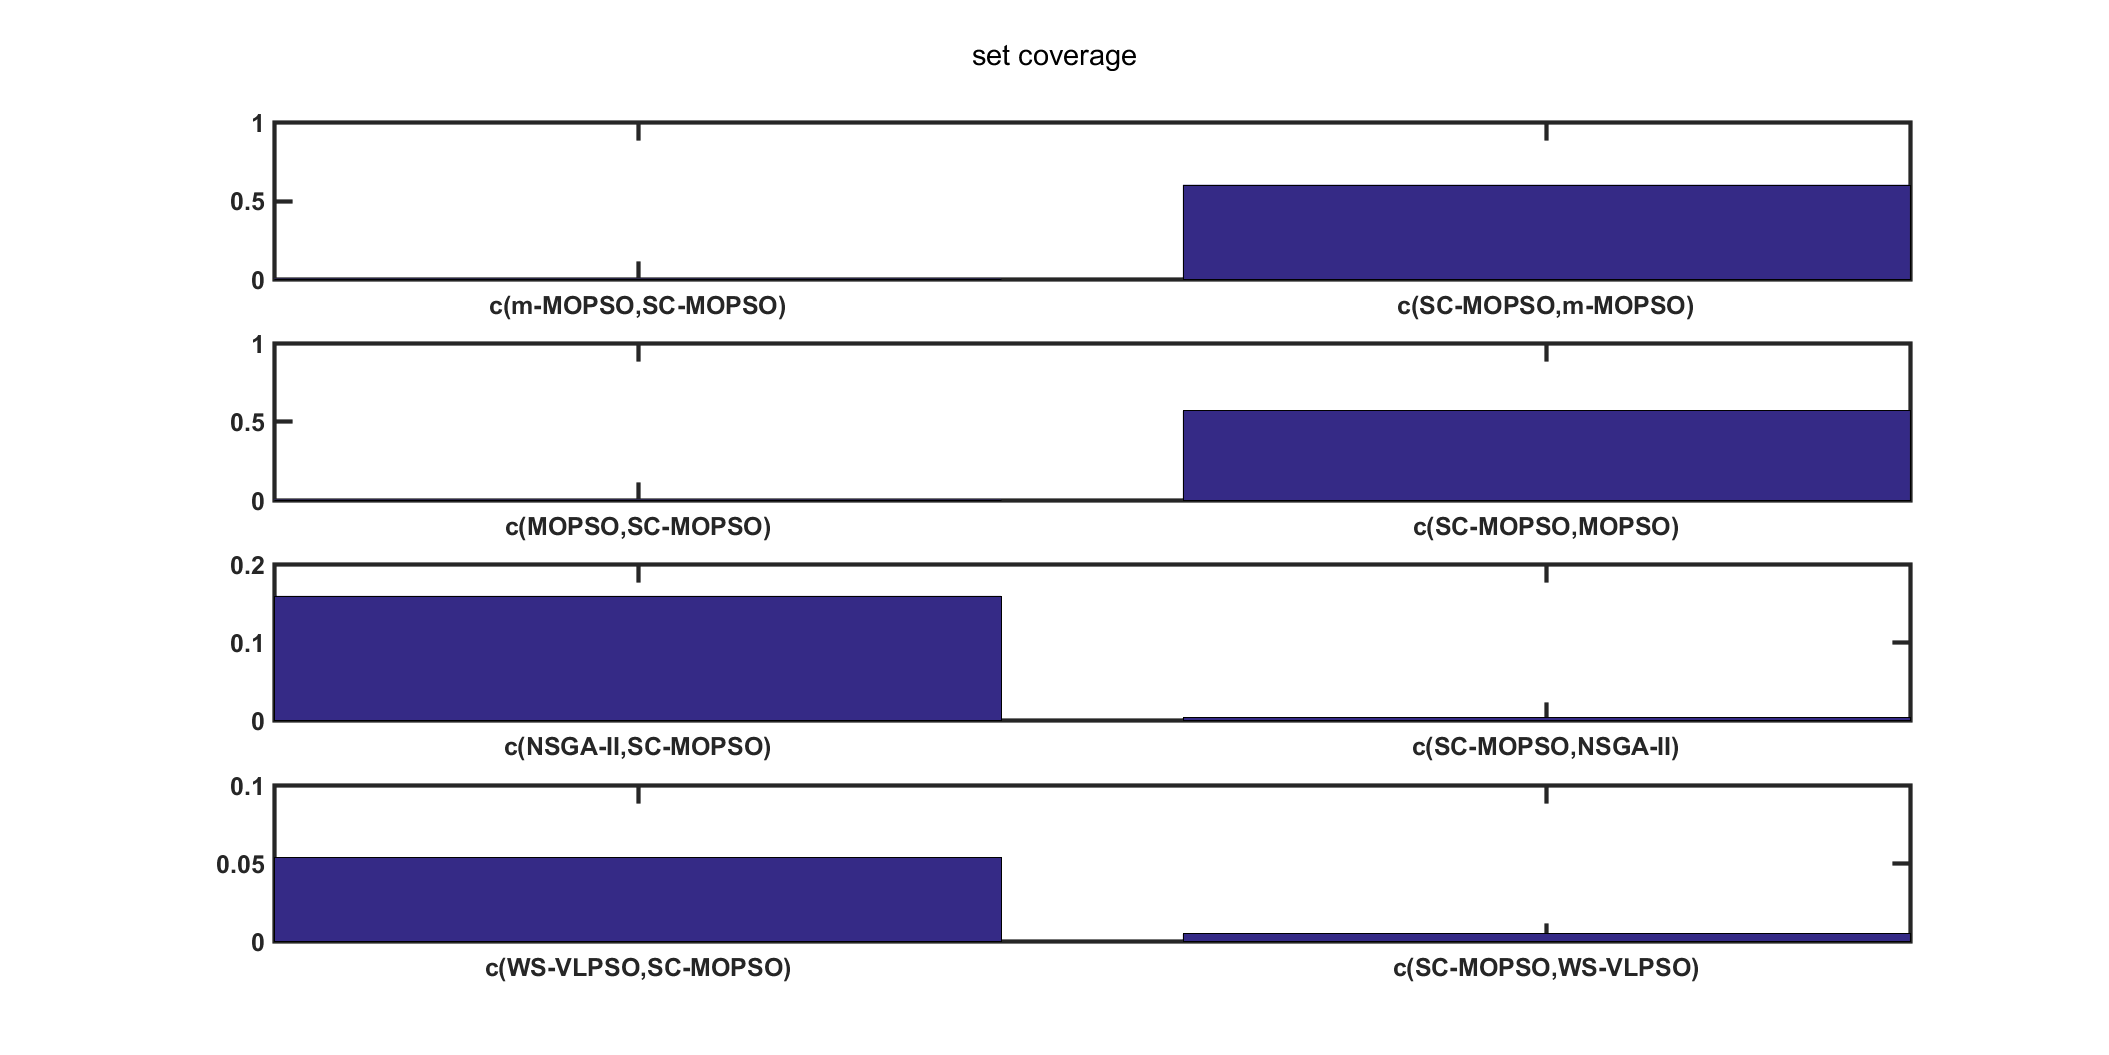 set coverage
1
0.5
0
c(m-MOPSO,SC-MOPSO) c(SC-MOPSO,m-MOPSO)
1
0.5
0
c(MOPSO,SC-MOPSO) c(SC-MOPSO,MOPSO)
0.2
0.1
0
c(NSGA-II,SC-MOPSO) c(SC-MOPSO,NSGA-II)
0.1
0.05
0
c(WS-VLPSO,SC-MOPSO) c(SC-MOPSO,WS-VLPSO)